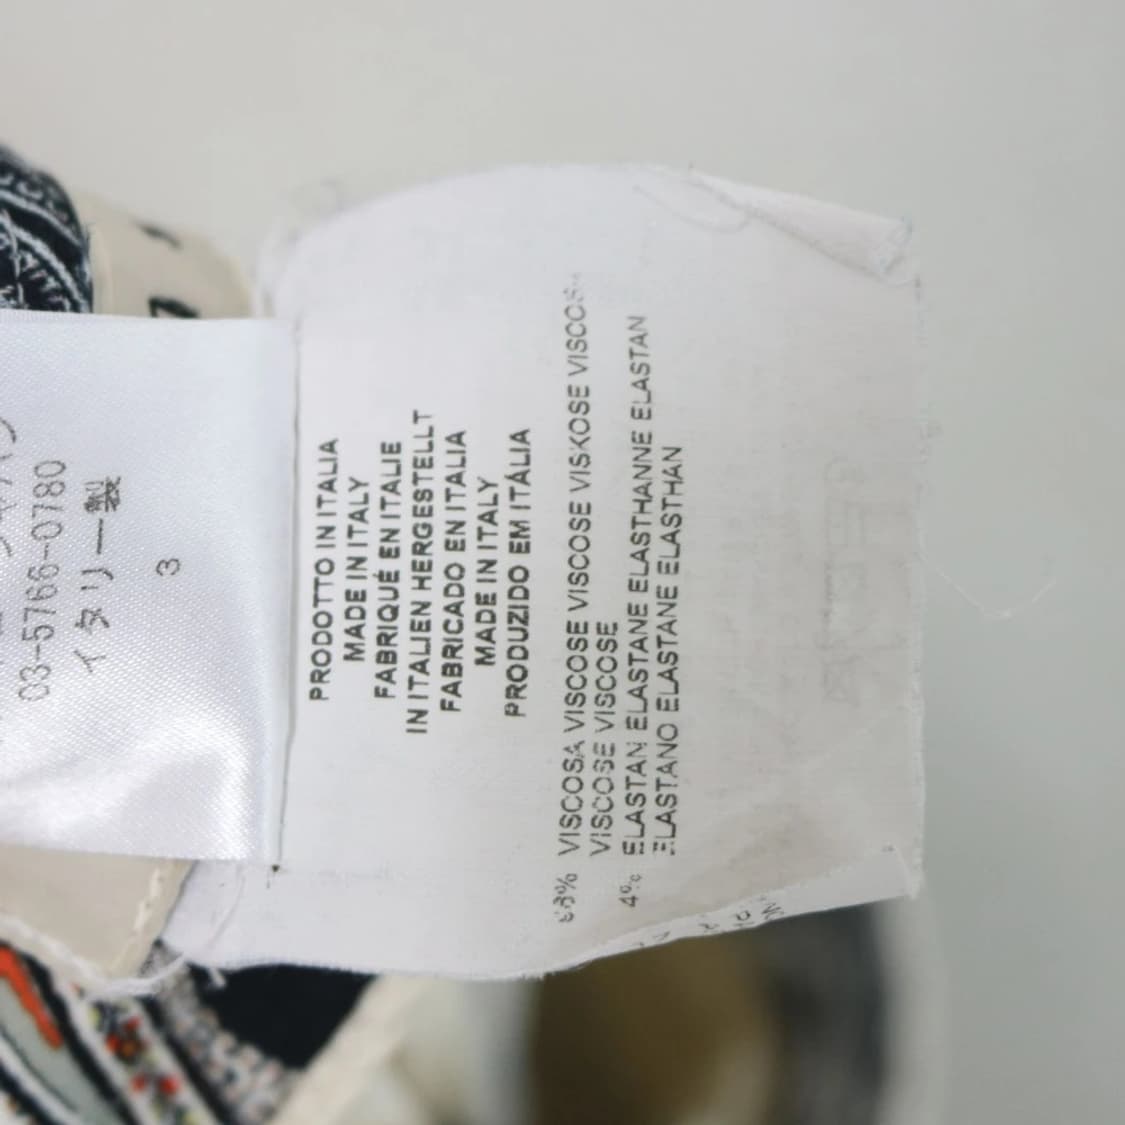 03-5766-0780
イタリー製
3
PRODOTTO IN ITALIA
MADE IN ITALY
FABRIQUÉ EN ITALIE
IN ITALIEN HERGESTELLT
FABRICADO EN ITALIA
MADE IN ITALY
PRODUZIDO EM ITÁLIA
VISCOSA VISCOSE VISCOSE VISCOSE VISKOSE
VISCOSE VISCOSE
4% ELASTAN ELASTANE ELASTANE ELASTHANNE ELASTAN
ELASTANO ELASTANE ELASTHAN